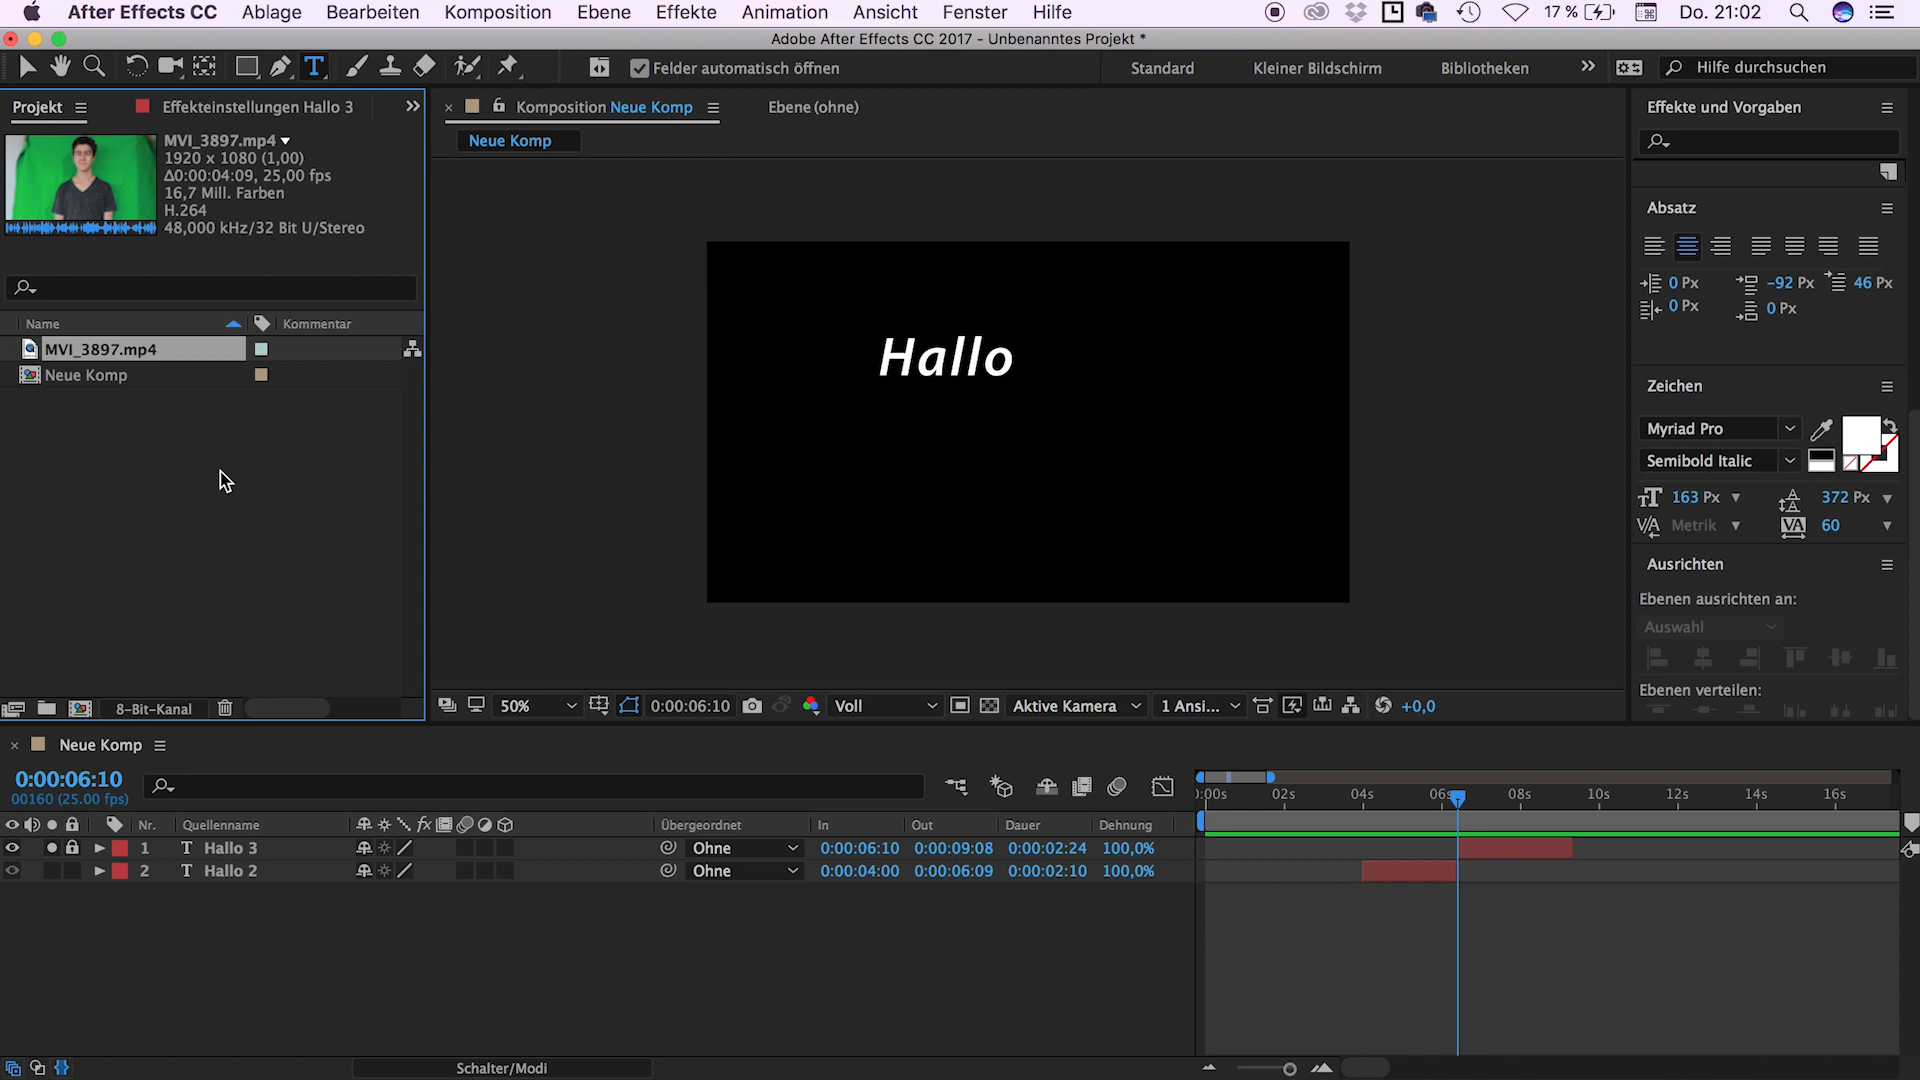 After Effects CC Ablage Bearbeiten Komposition Ebene Effekte Animation Ansicht Fenster Hilfe 17 % Do. 21:02
Adobe After Effects CC 2017 - Unbenanntes Projekt *
T Felder automatisch öffnen Standard Kleiner Bildschirm Bibliotheken >> Hilfe durchsuchen
Projekt Effekteinstellungen Hallo 3 >>
MVI_3897.mp4
1920 x 1080 (1,00)
Δ0:00:04:09, 25,00 fps
16,7 Mill. Farben
H.264
48,000 kHz/32 Bit U/Stereo
Name Kommentar
MVI_3897.mp4
Neue Komp
8-Bit-Kanal
× Komposition Neue Komp Ebene (ohne)
Neue Komp
Hallo
50% 0:00:06:10 Voll Aktive Kamera 1 Ansi... +0,0
Effekte und Vorgaben
Absatz
0 Px -92 Px 46 Px
0 Px 0 Px
Zeichen
Myriad Pro
Semibold Italic
163 Px 372 Px
Metrik 60
Ausrichten
Ebenen ausrichten an:
Auswahl
Ebenen verteilen:
× Neue Komp
0:00:06:10
00160 (25.00 fps)
):00s 02s 04s 06s 08s 10s 12s 14s 16s
Nr. Quellenname fx Übergeordnet In Out Dauer Dehnung
1 T Hallo 3 Ohne 0:00:06:10 0:00:09:08 0:00:02:24 100,0%
2 T Hallo 2 Ohne 0:00:04:00 0:00:06:09 0:00:02:10 100,0%
Schalter/Modi